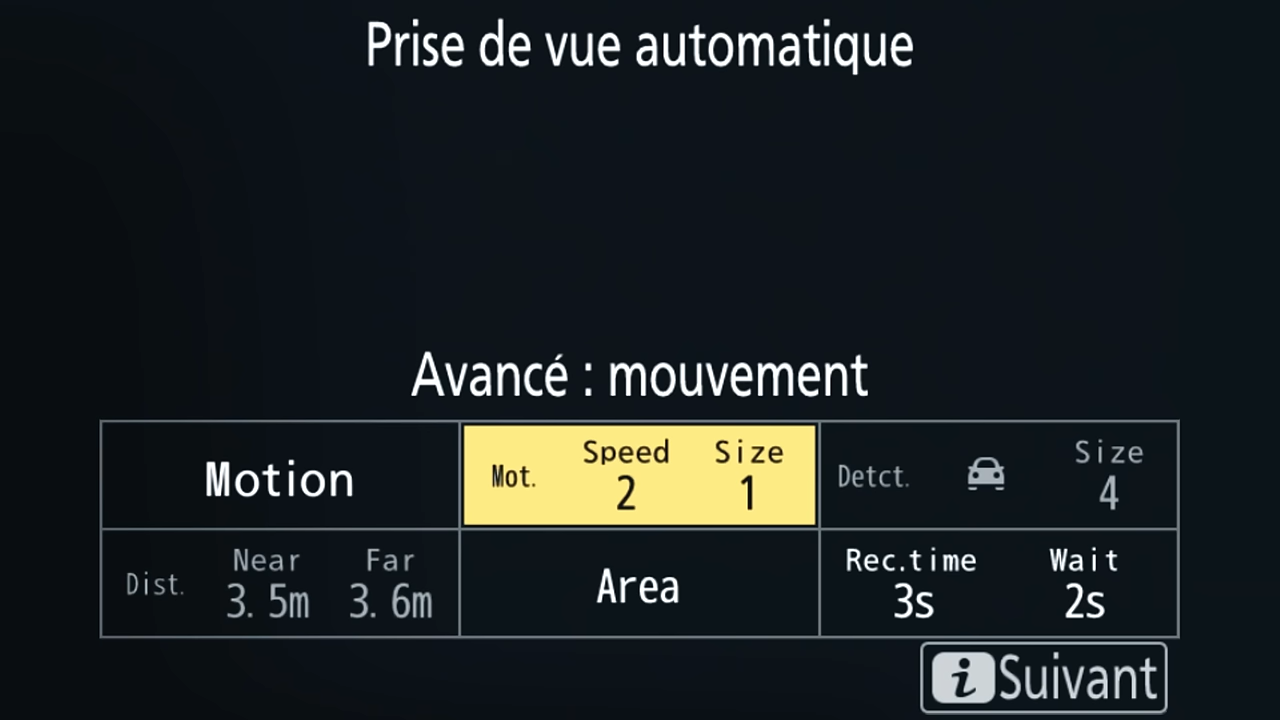 Prise de vue automatique
Avancé : mouvement
Motion
Mot. Speed 2 Size 1
Detct. Size 4
Dist. Near 3.5m Far 3.6m
Area
Rec.time 3s Wait 2s
i Suivant